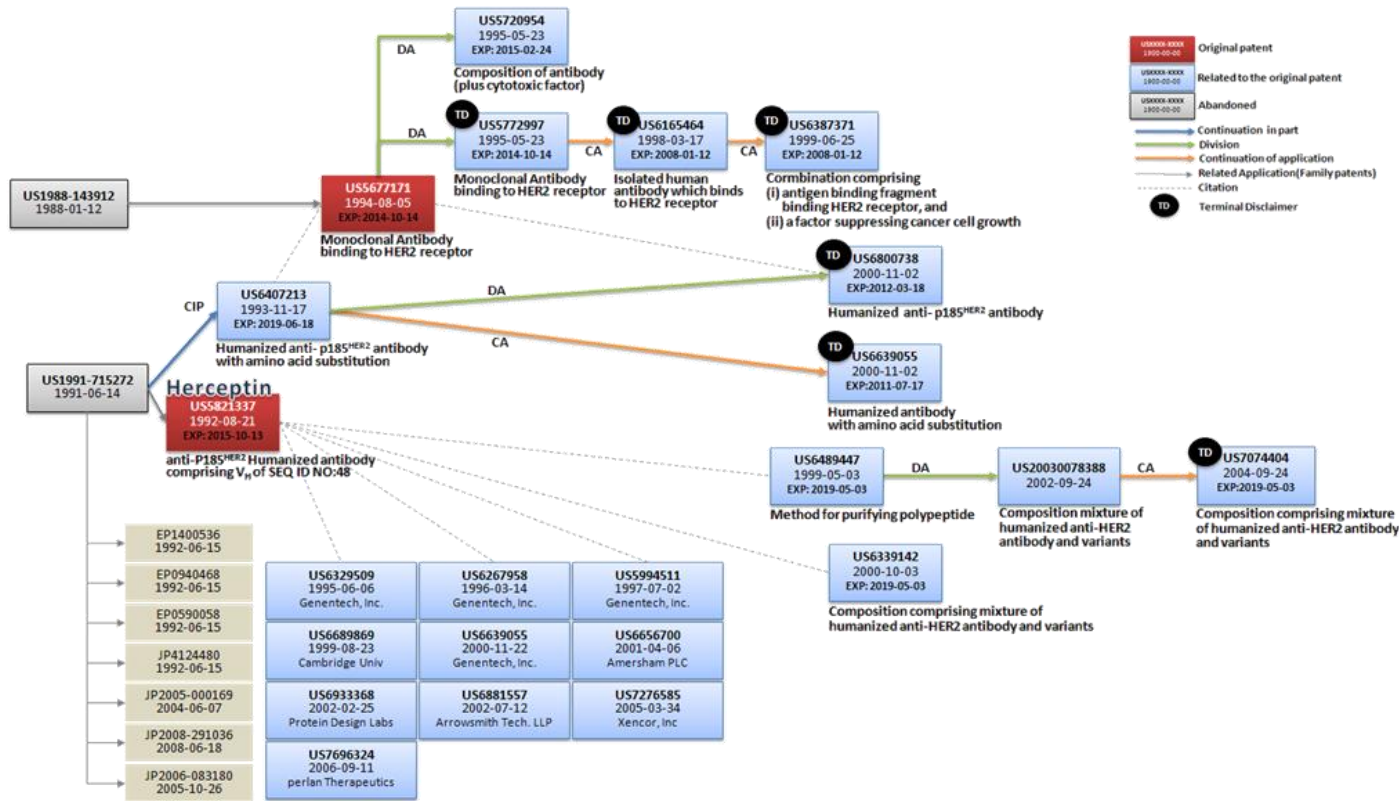 US5720954
1995-05-23
EXP: 2015-02-24
Composition of antibody
(plus cytotoxic factor)
DA
DA
TD
US5772997
1995-05-23
EXP: 2014-10-14
Monoclonal Antibody
binding to HER2 receptor
CA
TD
US6165464
1998-03-17
EXP: 2008-01-12
Isolated human
antibody which binds
to HER2 receptor
CA
TD
US6387371
1999-06-25
EXP: 2008-01-12
Cormbination comprising
(i) antigen binding fragment
binding HER2 receptor, and
(ii) a factor suppressing cancer cell growth
USXXXX-XXXX
1900-00-00
Original patent
USXXXX-XXXX
1900-00-00
Related to the original patent
USXXXX-XXXX
1900-00-00
Abandoned
Continuation in part
Division
Continuation of application
Related Application(Family patents)
Citation
TD
Terminal Disclaimer
US1988-143912
1988-01-12
US5677171
1994-08-05
EXP: 2014-10-14
Monoclonal Antibody
binding to HER2 receptor
CIP
US6407213
1993-11-17
EXP: 2019-06-18
Humanized anti- p185HER2 antibody
with amino acid substitution
DA
CA
TD
US6800738
2000-11-02
EXP:2012-03-18
Humanized anti- p185HER2 antibody
TD
US6639055
2000-11-02
EXP:2011-07-17
Humanized antibody
with amino acid substitution
US1991-715272
1991-06-14
Herceptin
US5821337
1992-08-21
EXP: 2015-10-13
anti-P185HER2 Humanized antibody
comprising VH of SEQ ID NO:48
US6489447
1999-05-03
EXP: 2019-05-03
Method for purifying polypeptide
DA
US20030078388
2002-09-24
Composition mixture of
humanized anti-HER2
antibody and variants
CA
TD
US7074404
2004-09-24
EXP:2019-05-03
Composition comprising mixture
of humanized anti-HER2 antibody
and variants
US6339142
2000-10-03
EXP: 2019-05-03
Composition comprising mixture of
humanized anti-HER2 antibody and variants
EP1400536
1992-06-15
EP0940468
1992-06-15
EP0590058
1992-06-15
JP4124480
1992-06-15
JP2005-000169
2004-06-07
JP2008-291036
2008-06-18
JP2006-083180
2005-10-26
US6329509
1995-06-06
Genentech, Inc.
US6267958
1996-03-14
Genentech, Inc.
US5994511
1997-07-02
Genentech, Inc.
US6689869
1999-08-23
Cambridge Univ
US6639055
2000-11-22
Genentech, Inc.
US6656700
2001-04-06
Amersham PLC
US6933368
2002-02-25
Protein Design Labs
US6881557
2002-07-12
Arrowsmith Tech. LLP
US7276585
2005-03-34
Xencor, Inc
US7696324
2006-09-11
perlan Therapeutics